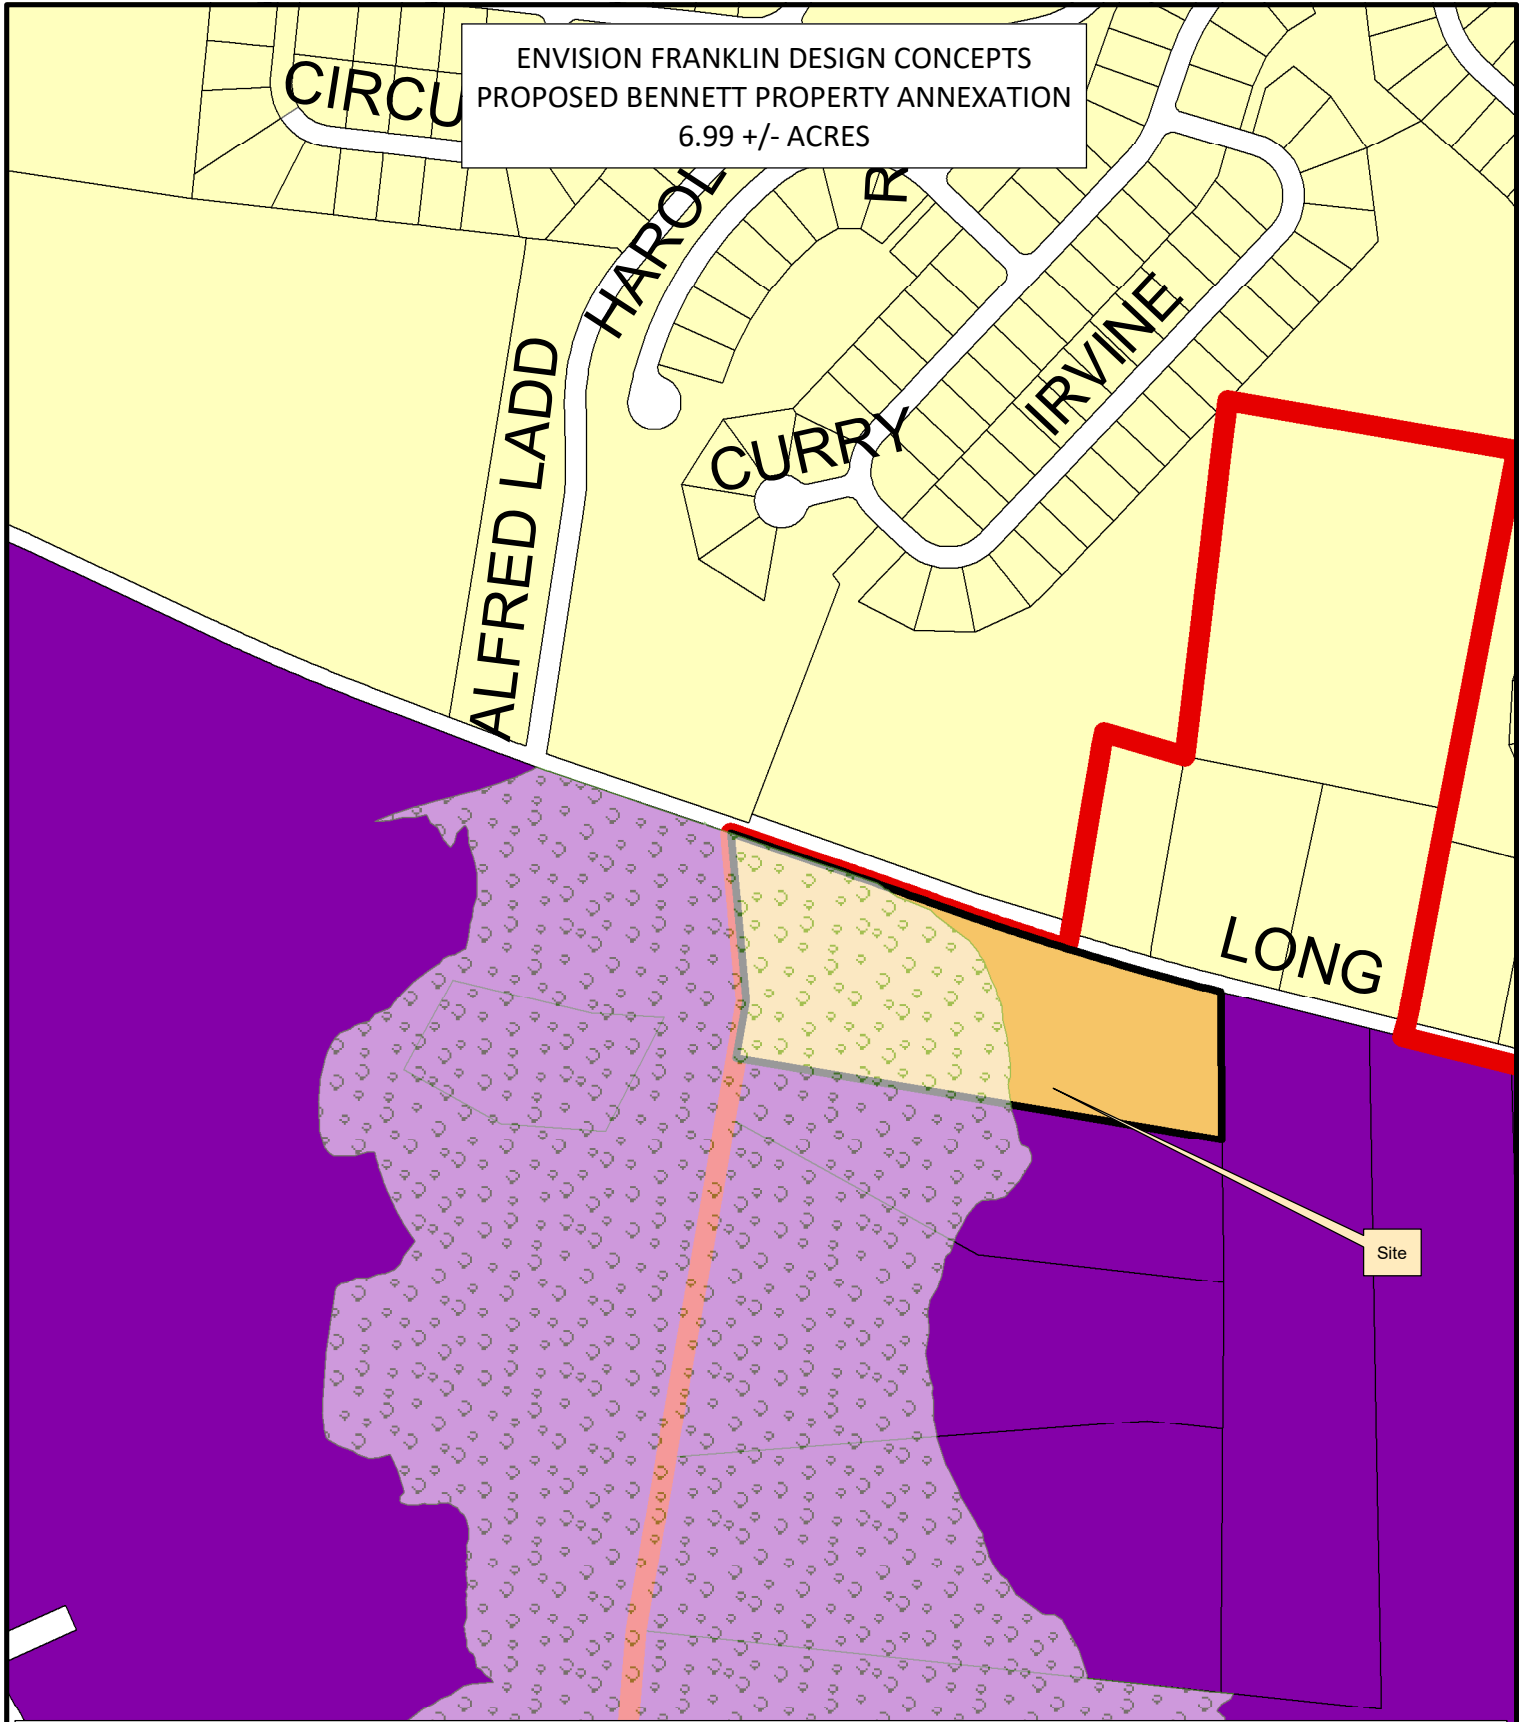 ENVISION FRANKLIN DESIGN CONCEPTS
PROPOSED BENNETT PROPERTY ANNEXATION
6.99 +/- ACRES
CIRCU
HAROL
R
ALFRED LADD
CURRY
IRVINE
LONG
Site